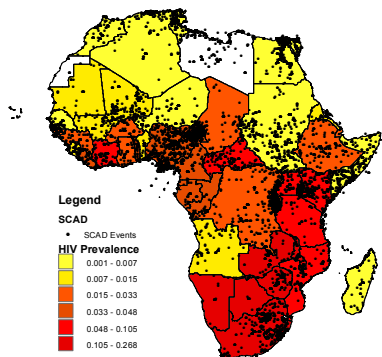 Legend
SCAD
SCAD Events
HIV Prevalence
0.001 - 0.007
0.007 - 0.015
0.015 - 0.033
0.033 - 0.048
0.048 - 0.105
0.105 - 0.268